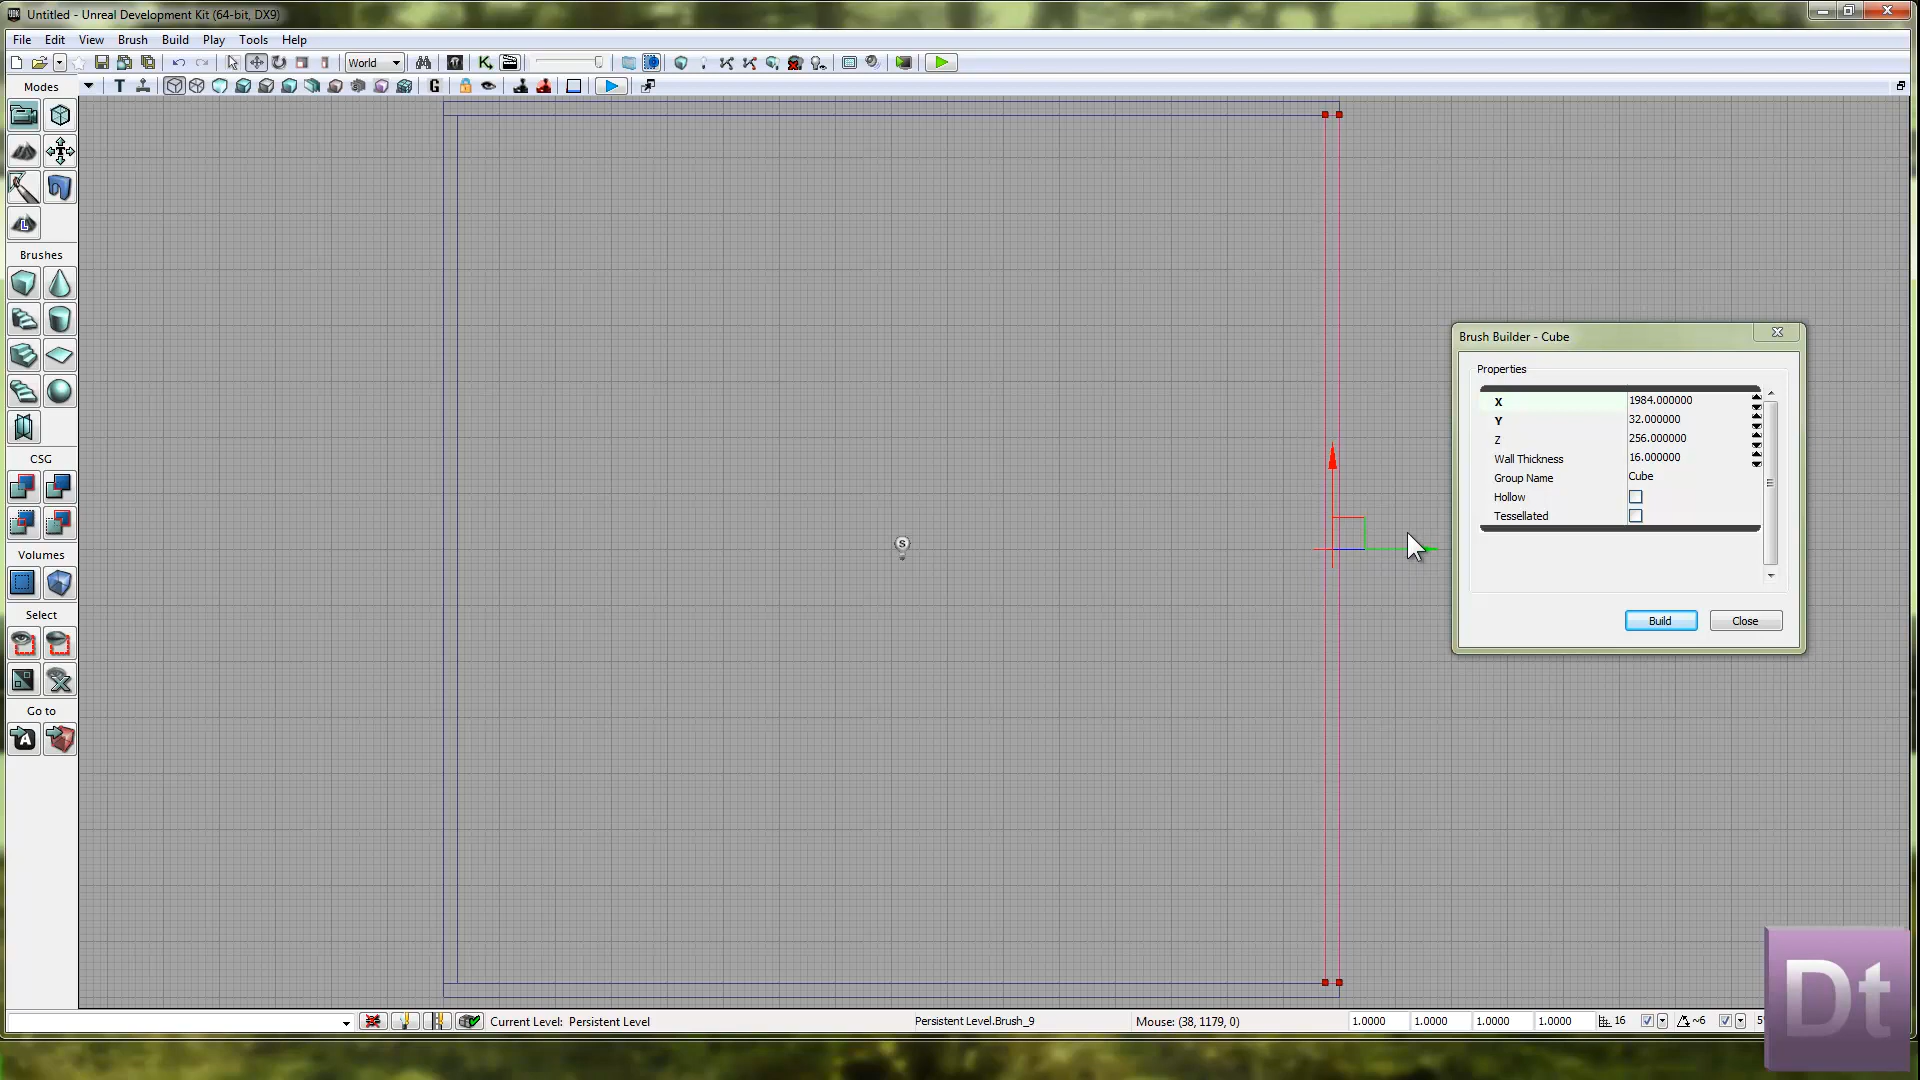 Untitled - Unreal Development Kit (64-bit, DX9)
File Edit View Brush Build Play Tools Help
World
Modes
Brushes
CSG
Volumes
Select
Go to
Brush Builder - Cube
Properties
X 1984.000000
Y 32.000000
Z 256.000000
Wall Thickness 16.000000
Group Name Cube
Hollow
Tessellated
Build Close
Current Level: Persistent Level Persistent Level.Brush_9 Mouse: (38, 1179, 0) 1.0000 1.0000 1.0000 1.0000 16 ~6
Dt